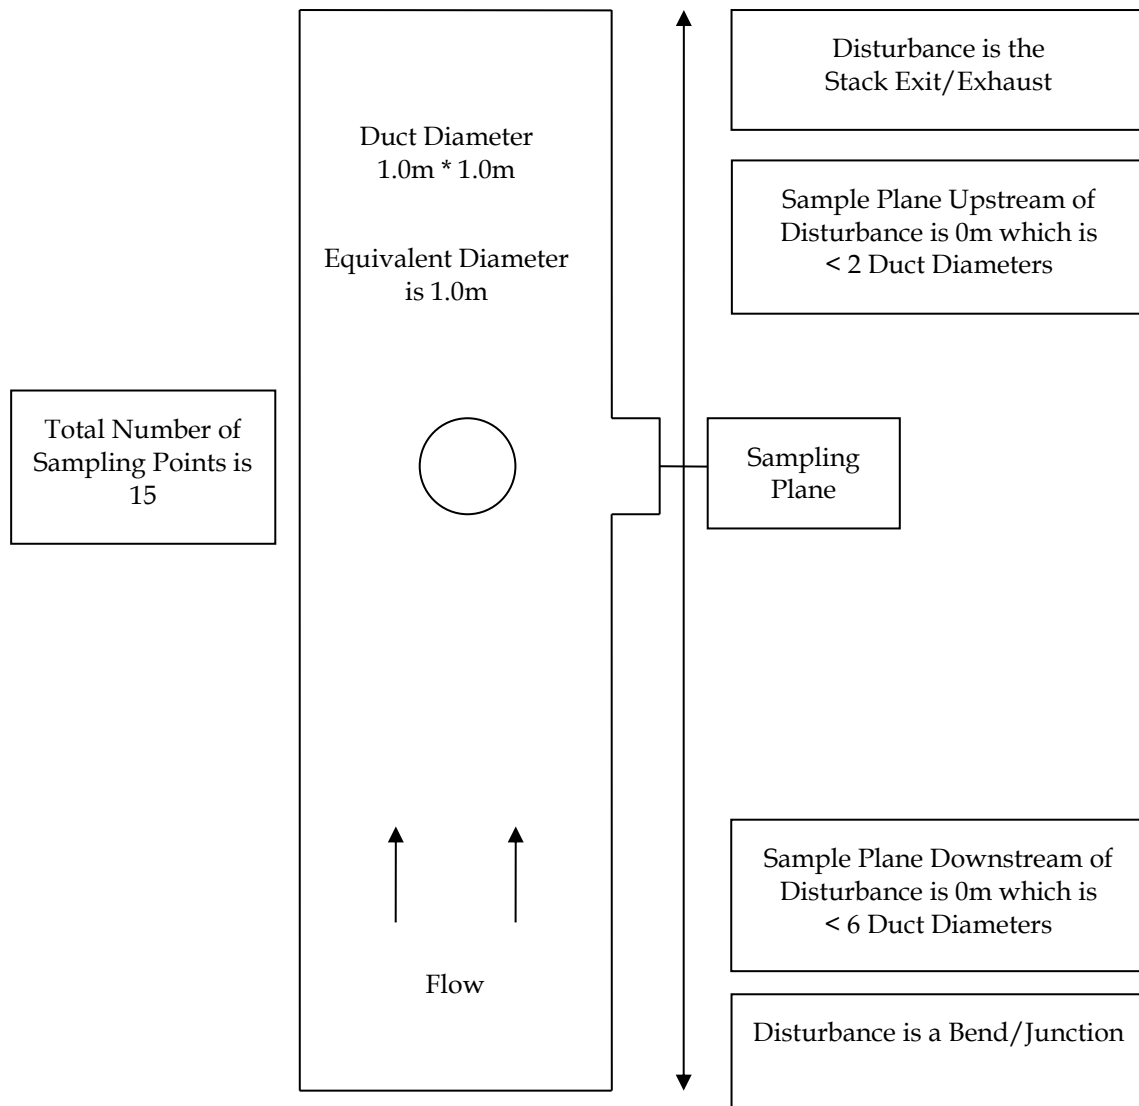 Disturbance is the
Stack Exit/Exhaust
Duct Diameter
1.0m * 1.0m
Sample Plane Upstream of
Disturbance is 0m which is
< 2 Duct Diameters
Equivalent Diameter
is 1.0m
Total Number of
Sampling Points is
15
Sampling
Plane
Sample Plane Downstream of
Disturbance is 0m which is
< 6 Duct Diameters
Flow
Disturbance is a Bend/Junction